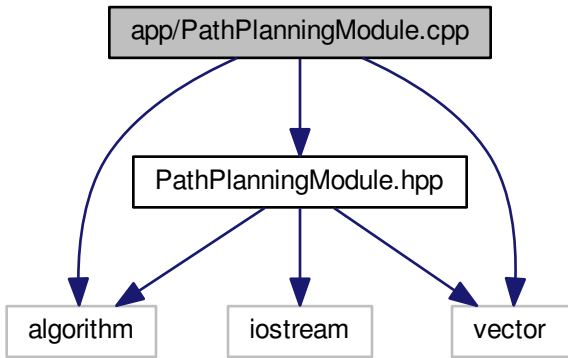 app/PathPlanningModule.cpp
PathPlanningModule.hpp
algorithm
iostream
vector